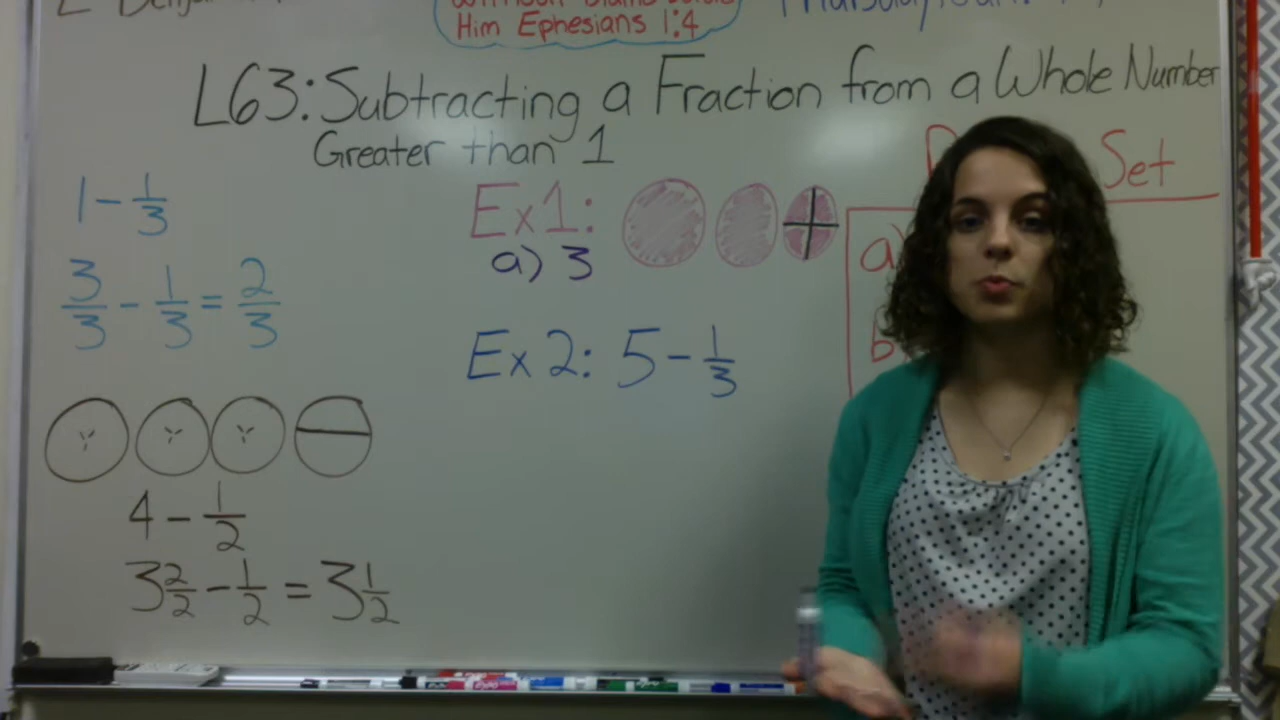 Him Ephesians 1:4
L63: Subtracting a Fraction from a Whole Number
Greater than 1
1 - 1/3
3/3 - 1/3 = 2/3
4 - 1/2
3 2/2 - 1/2 = 3 1/2
Ex 1:
a) 3
Ex 2: 5 - 1/3
Set
a)
b